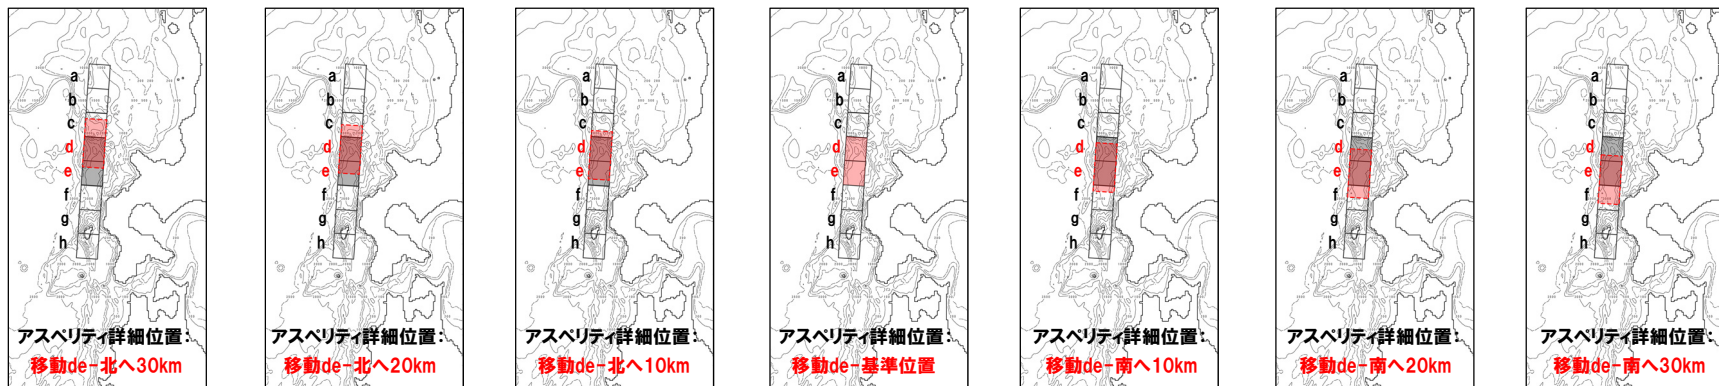 a
b
c
d
e
f
g
h
アスペリティ詳細位置:
移動de-北へ30km
a
b
c
d
e
f
g
h
アスペリティ詳細位置:
移動de-北へ20km
a
b
c
d
e
f
g
h
アスペリティ詳細位置:
移動de-北へ10km
a
b
c
d
e
f
g
h
アスペリティ詳細位置:
移動de-基準位置
a
b
c
d
e
f
g
h
アスペリティ詳細位置:
移動de-南へ10km
a
b
c
d
e
f
g
h
アスペリティ詳細位置:
移動de-南へ20km
a
b
c
d
e
f
g
h
アスペリティ詳細位置:
移動de-南へ30km